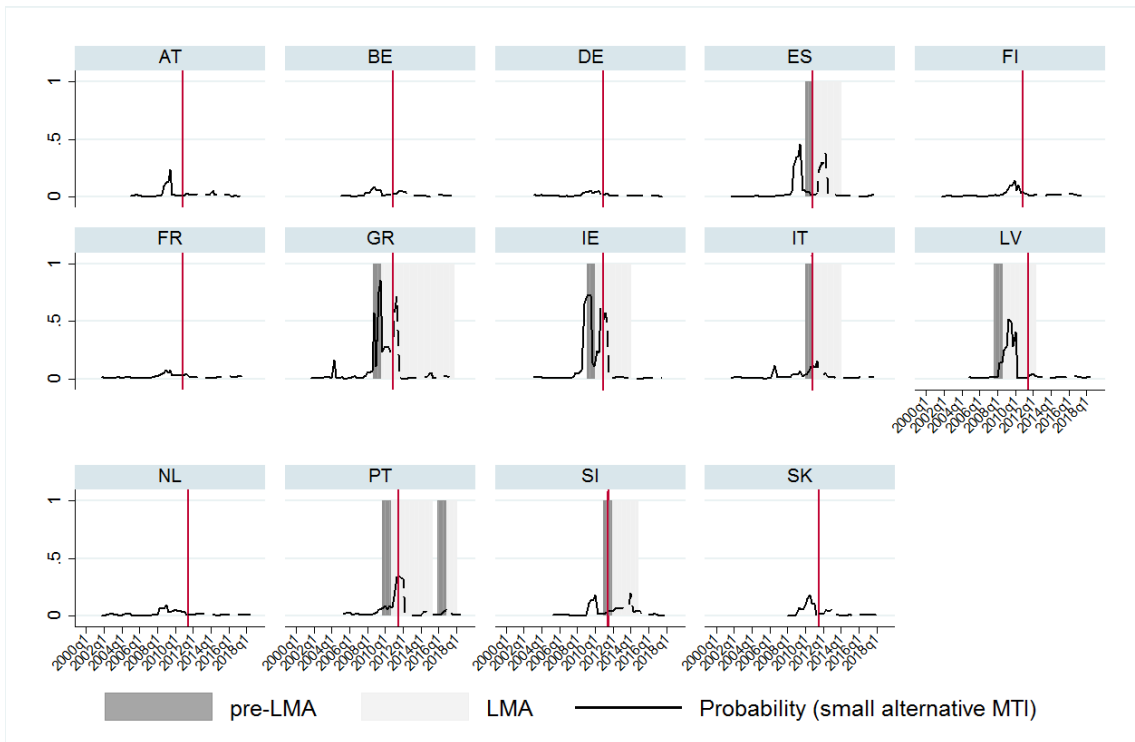 AT BE DE ES FI
1
.5
0
FR GR IE IT LV
1
.5
0
2000q1 2002q1 2004q1 2006q1 2008q1 2010q1 2012q1 2014q1 2016q1 2018q1
NL PT SI SK
1
.5
0
2000q1 2002q1 2004q1 2006q1 2008q1 2010q1 2012q1 2014q1 2016q1 2018q1 2000q1 2002q1 2004q1 2006q1 2008q1 2010q1 2012q1 2014q1 2016q1 2018q1 2000q1 2002q1 2004q1 2006q1 2008q1 2010q1 2012q1 2014q1 2016q1 2018q1 2000q1 2002q1 2004q1 2006q1 2008q1 2010q1 2012q1 2014q1 2016q1 2018q1
pre-LMA LMA Probability (small alternative MTI)